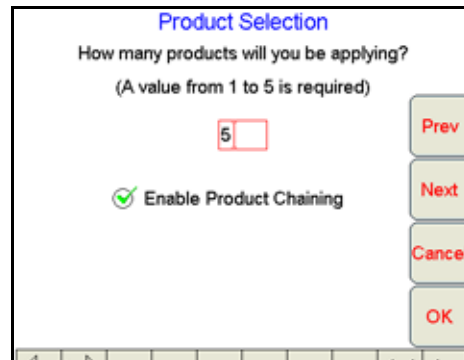 Product Selection
How many products will you be applying?
(A value from 1 to 5 is required)
5
Enable Product Chaining
Prev
Next
Cance
OK